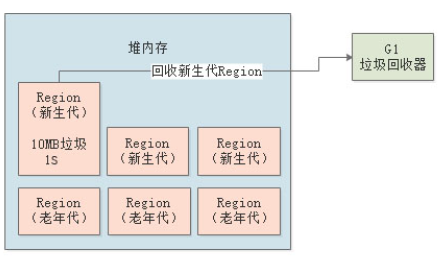 堆内存
回收新生代Region
G1
垃圾回收器
Region
(新生代)
10MB垃圾
1S
Region
(新生代)
Region
(新生代)
Region
(老年代)
Region
(老年代)
Region
(老年代)